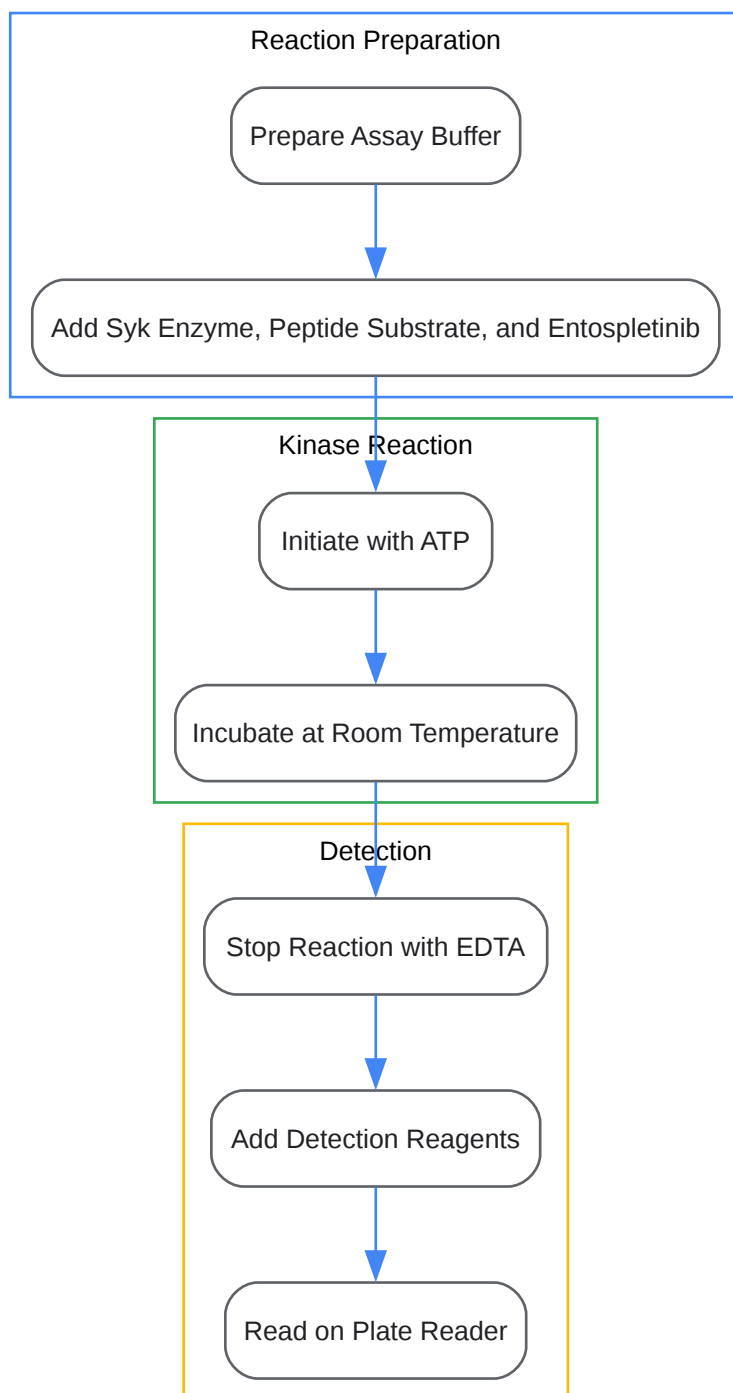 Reaction Preparation
Prepare Assay Buffer
Add Syk Enzyme, Peptide Substrate, and Entospletinib
Kinase Reaction
Initiate with ATP
Incubate at Room Temperature
Detection
Stop Reaction with EDTA
Add Detection Reagents
Read on Plate Reader